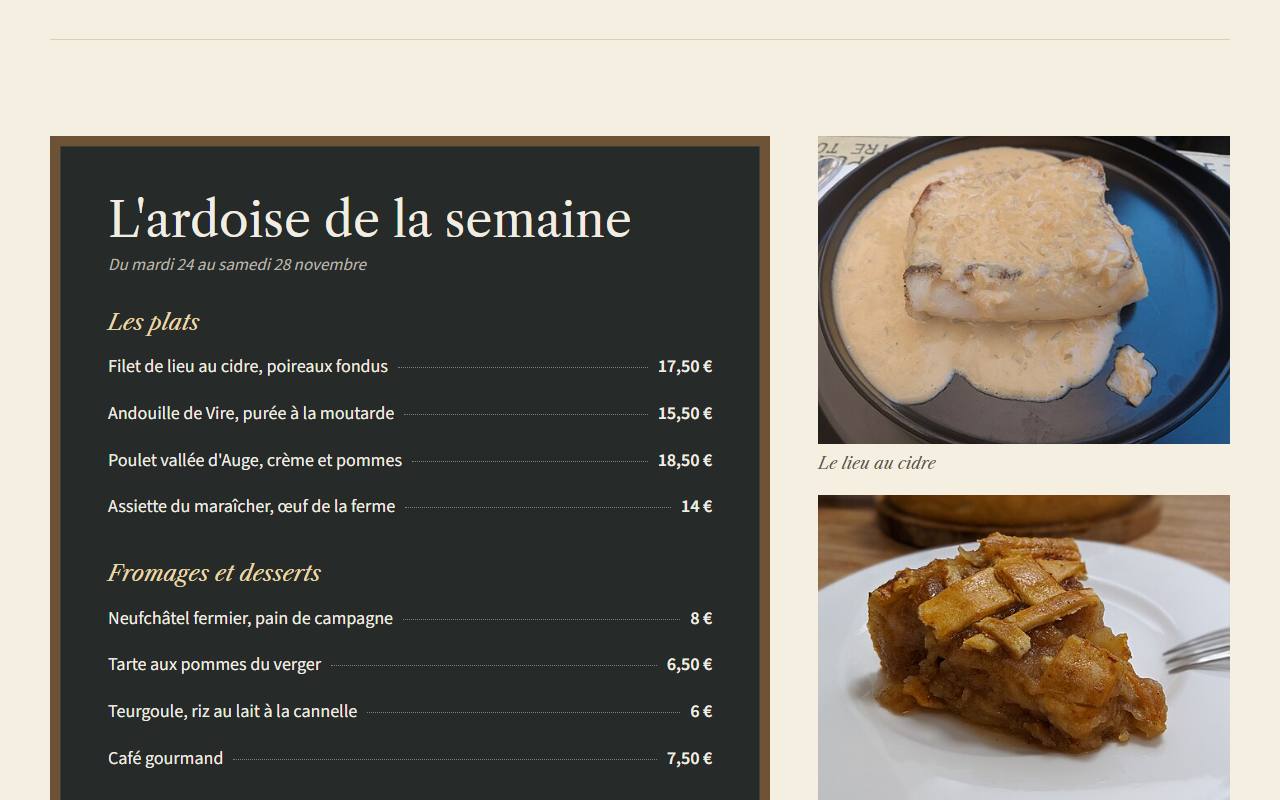 L'ardoise de la semaine
Du mardi 24 au samedi 28 novembre
Les plats
Filet de lieu au cidre, poireaux fondus 17,50 €
Andouille de Vire, purée à la moutarde 15,50 €
Poulet vallée d'Auge, crème et pommes 18,50 €
Assiette du maraîcher, œuf de la ferme 14 €
Fromages et desserts
Neufchâtel fermier, pain de campagne 8 €
Tarte aux pommes du verger 6,50 €
Teurgoule, riz au lait à la cannelle 6 €
Café gourmand 7,50 €
Le lieu au cidre